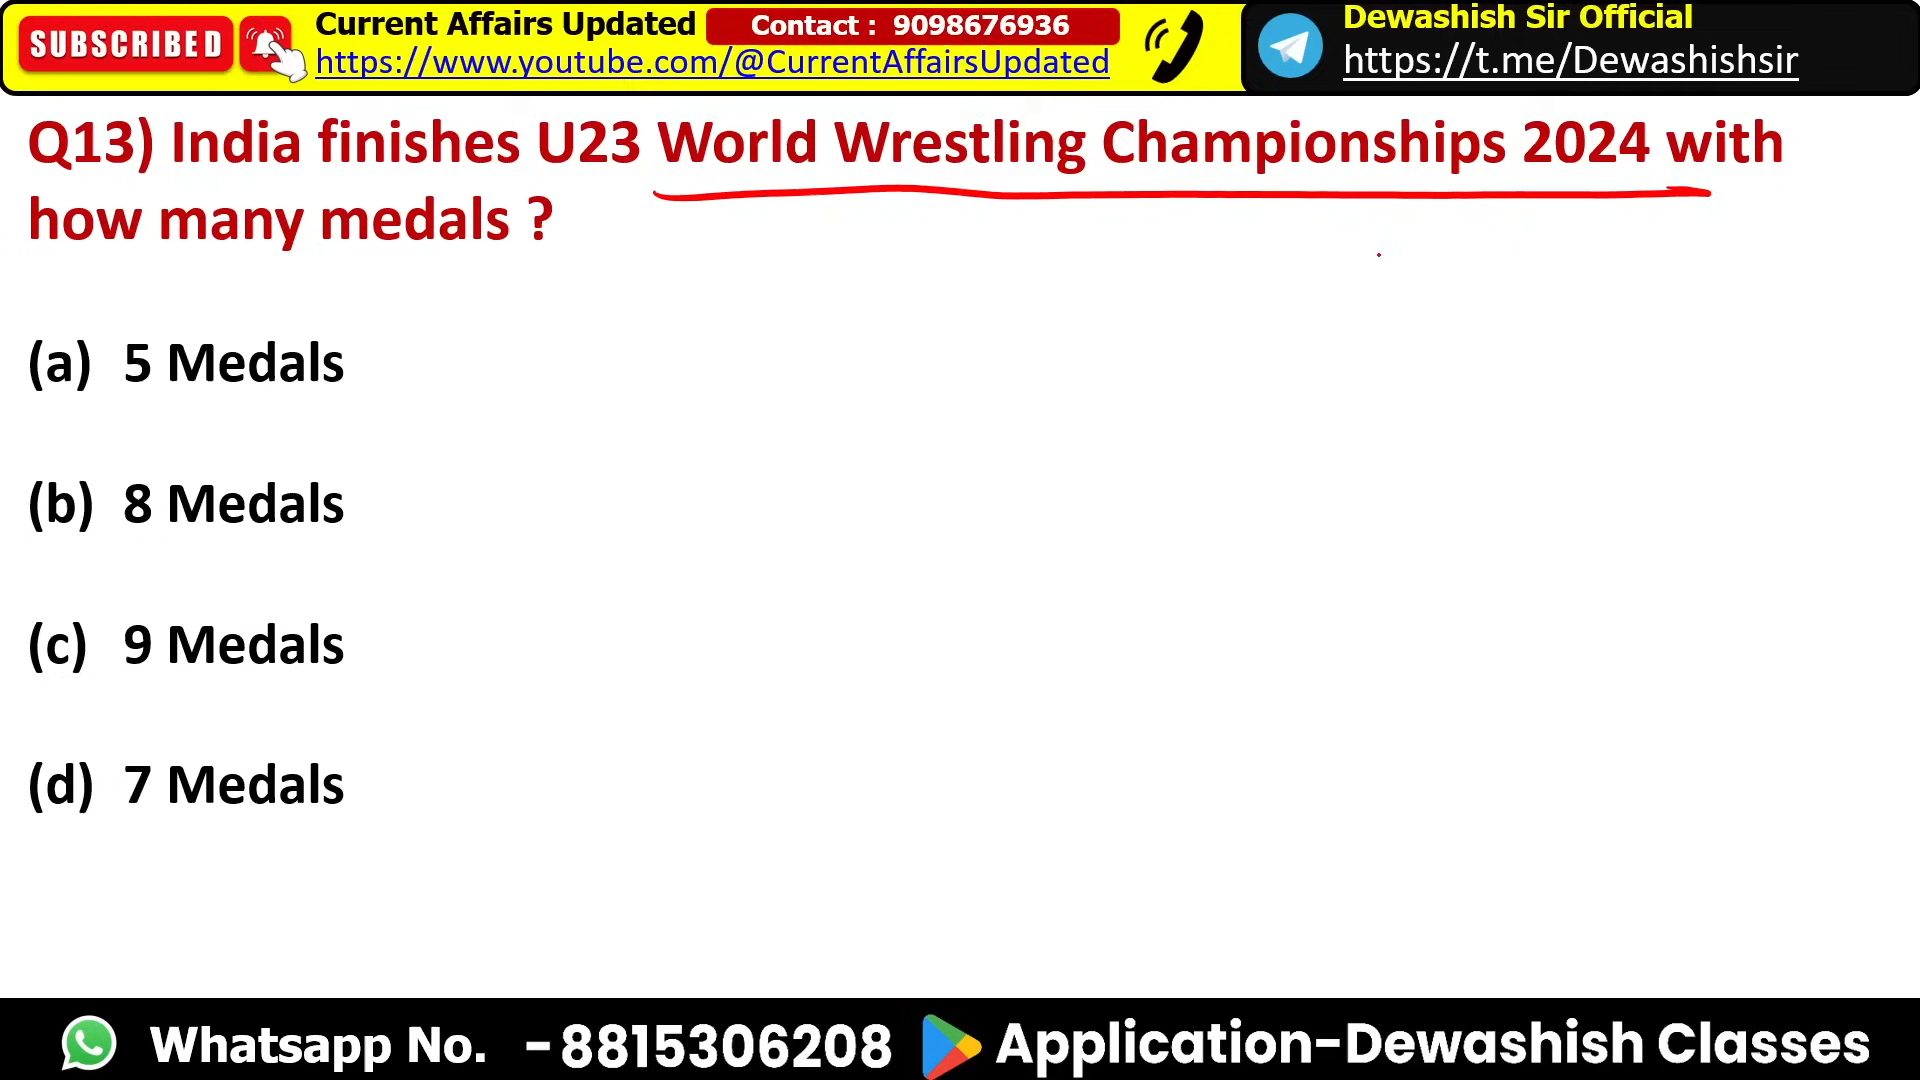 SUBSCRIBED
Current Affairs Updated
Contact : 9098676936
https://www.youtube.com/@CurrentAffairsUpdated
Dewashish Sir Official
https://t.me/Dewashishsir
Q13) India finishes U23 World Wrestling Championships 2024 with
how many medals ?
(a) 5 Medals
(b) 8 Medals
(c) 9 Medals
(d) 7 Medals
Whatsapp No. -8815306208
Application-Dewashish Classes